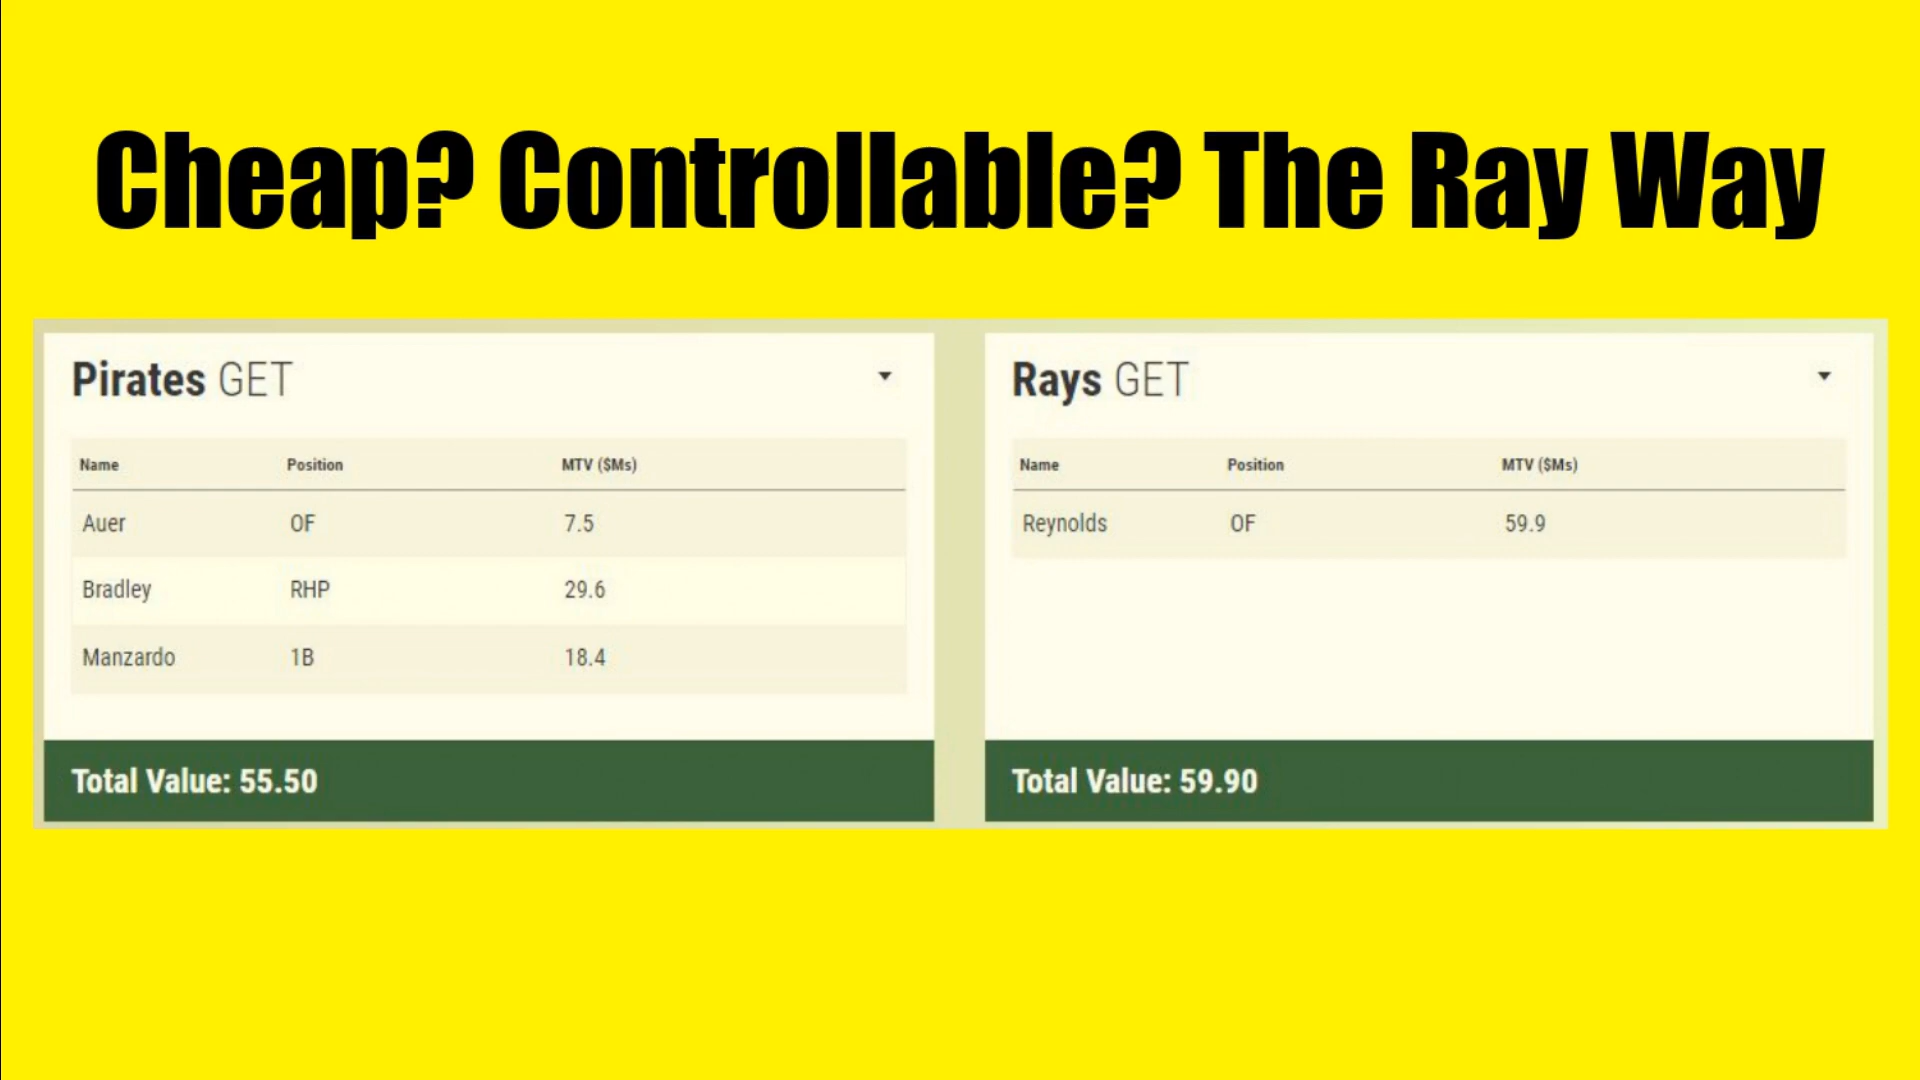 Cheap? Controllable? The Ray Way
Pirates GET
Name Position MTV ($Ms)
Auer OF 7.5
Bradley RHP 29.6
Manzardo 1B 18.4
Total Value: 55.50
Rays GET
Name Position MTV ($Ms)
Reynolds OF 59.9
Total Value: 59.90